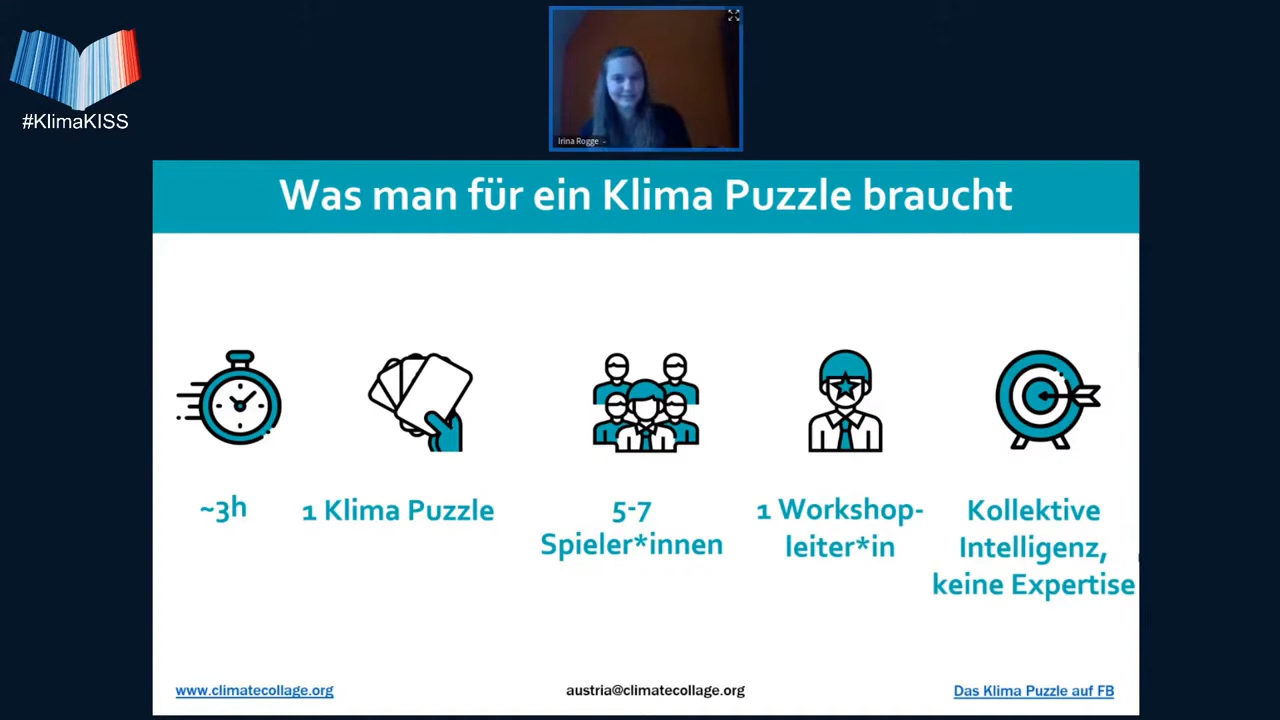 #KlimaKISS
Irina Rogge
Was man für ein Klima Puzzle braucht
~3h
1 Klima Puzzle
5-7
Spieler*innen
1 Workshop-
leiter*in
Kollektive
Intelligenz,
keine Expertise
www.climatecollage.org
austria@climatecollage.org
Das Klima Puzzle auf FB